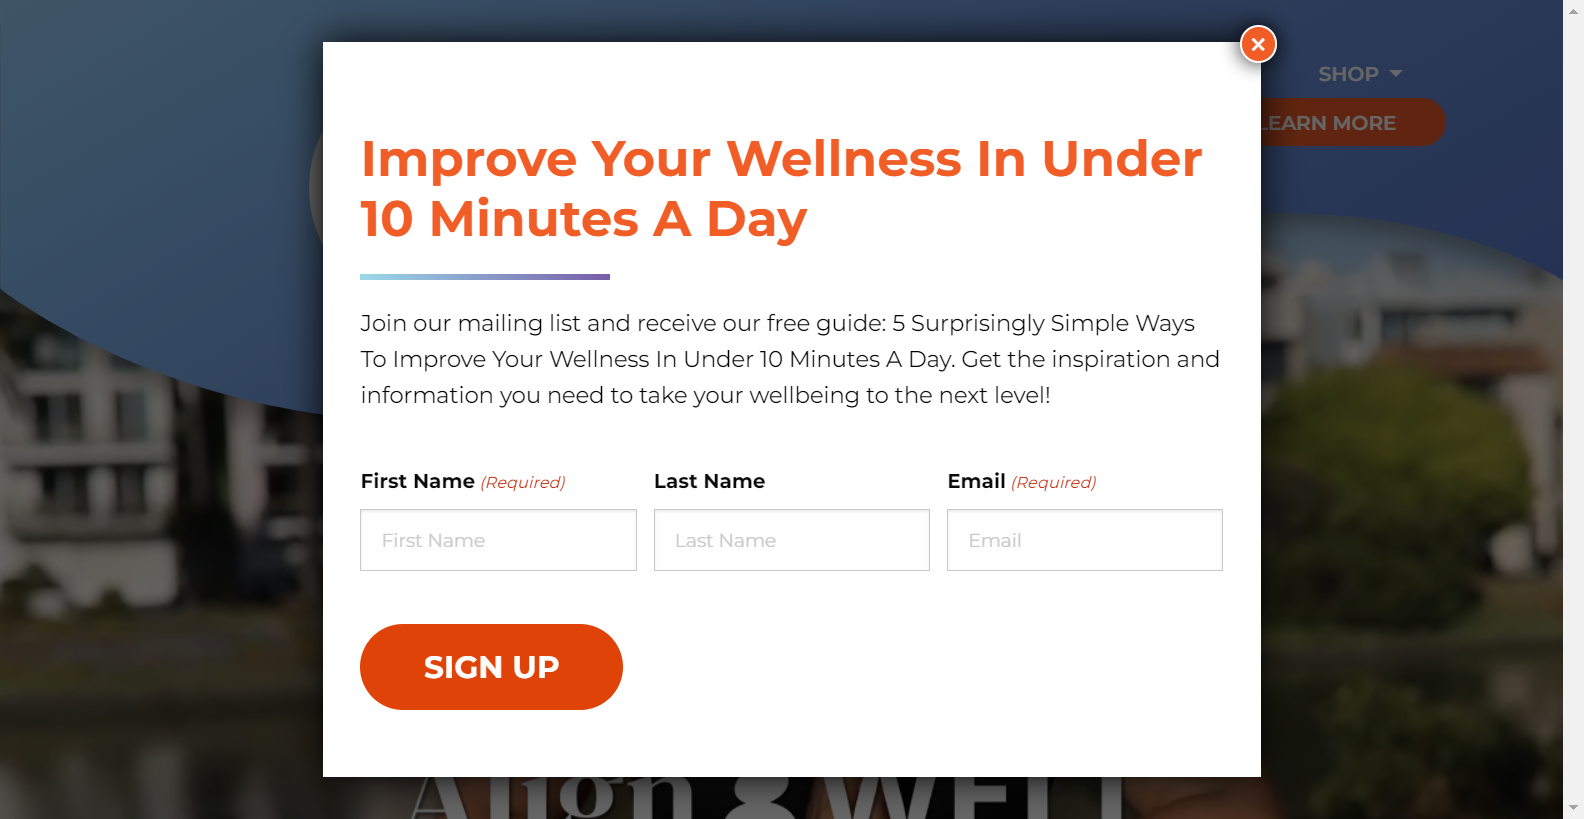 SHOP
LEARN MORE
Improve Your Wellness In Under
10 Minutes A Day
Join our mailing list and receive our free guide: 5 Surprisingly Simple Ways
To Improve Your Wellness In Under 10 Minutes A Day. Get the inspiration and
information you need to take your wellbeing to the next level!
First Name (Required)
Last Name
Email (Required)
First Name
Last Name
Email
SIGN UP
Align
WELL